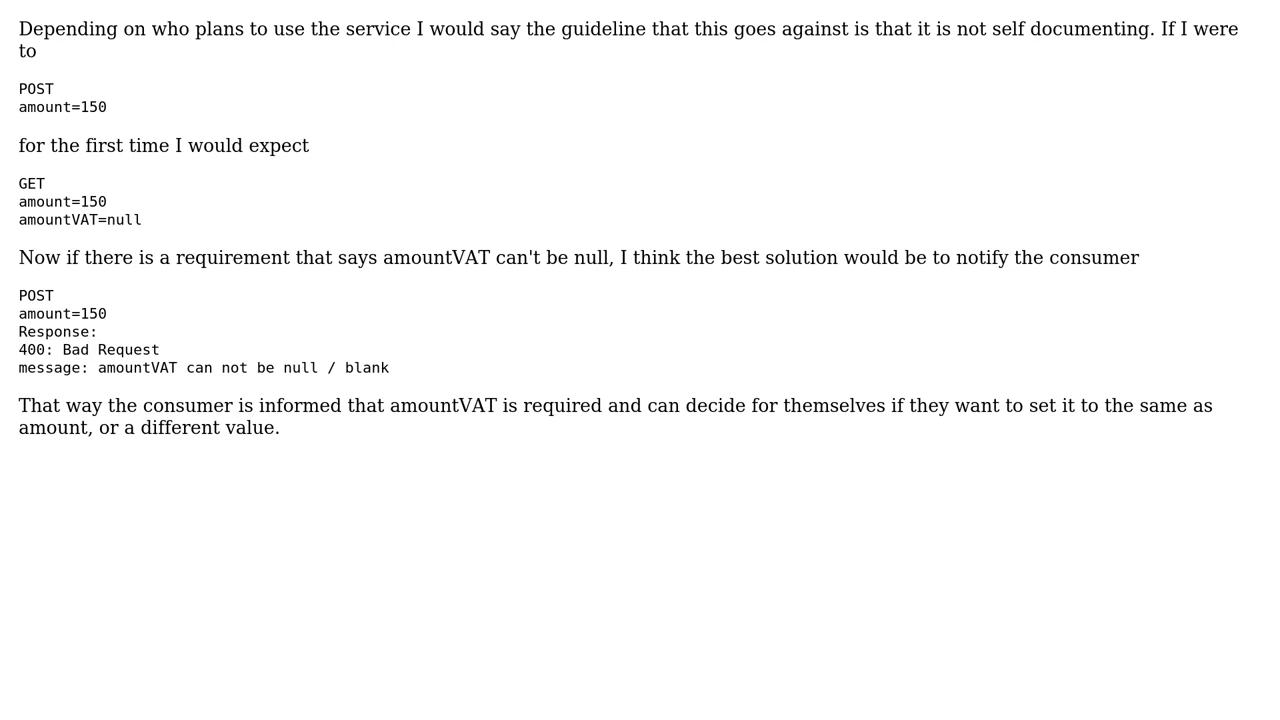 Depending on who plans to use the service I would say the guideline that this goes against is that it is not self documenting. If I were
to
POST
amount=150
for the first time I would expect
GET
amount=150
amountVAT=null
Now if there is a requirement that says amountVAT can't be null, I think the best solution would be to notify the consumer
POST
amount=150
Response:
400: Bad Request
message: amountVAT can not be null / blank
That way the consumer is informed that amountVAT is required and can decide for themselves if they want to set it to the same as
amount, or a different value.